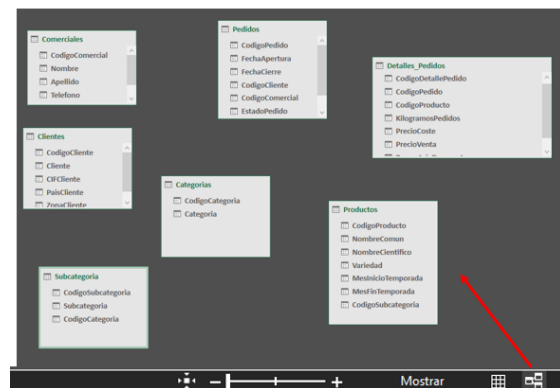 Comerciales
CodigoComercial
Nombre
Apellido
Telefono
Pedidos
CodigoPedido
FechaApertura
FechaCierre
CodigoCliente
CodigoComercial
EstadoPedido
Detalles_Pedidos
CodigoDetallePedido
CodigoPedido
CodigoProducto
KilogramosPedidos
PrecioCoste
PrecioVenta
Clientes
CodigoCliente
Cliente
CIFCliente
PaisCliente
ZonaCliente
Categorias
CodigoCategoria
Categoria
Productos
CodigoProducto
NombreComun
NombreCientifico
Variedad
MesInicioTemporada
MesFinTemporada
CodigoSubcategoria
Subcategoria
CodigoSubcategoria
Subcategoria
CodigoCategoria
Mostrar